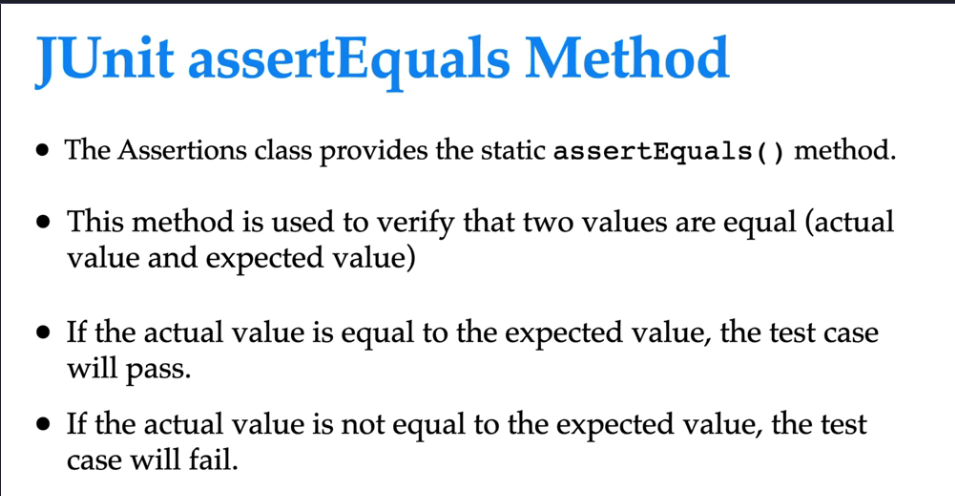 JUnit assertEquals Method
• The Assertions class provides the static assertEquals() method.
• This method is used to verify that two values are equal (actual
value and expected value)
• If the actual value is equal to the expected value, the test case
will pass.
• If the actual value is not equal to the expected value, the test
case will fail.